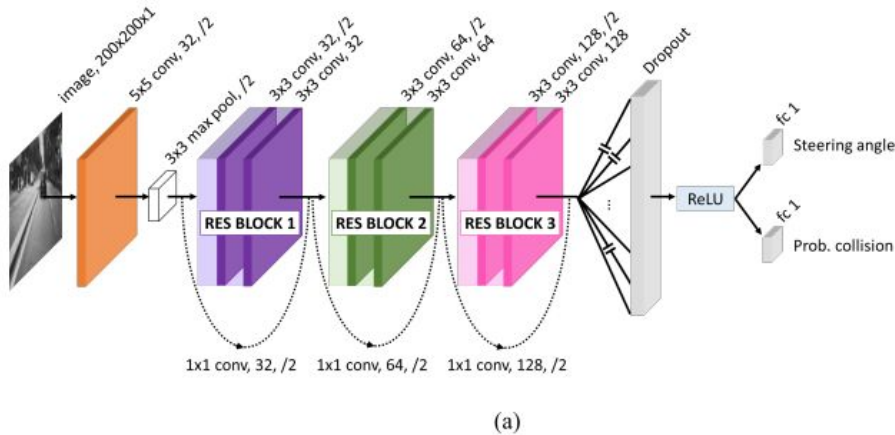 image, 200x200x1
5x5 conv, 32, /2
3x3 max pool, /2
3x3 conv, 32, /2
3x3 conv, 32
3x3 conv, 64, /2
3x3 conv, 64
3x3 conv, 128, /2
3x3 conv, 128
Dropout
fc 1
Steering angle
RES BLOCK 1
RES BLOCK 2
RES BLOCK 3
...
ReLU
fc 1
Prob. collision
1x1 conv, 32, /2
1x1 conv, 64, /2
1x1 conv, 128, /2
(a)